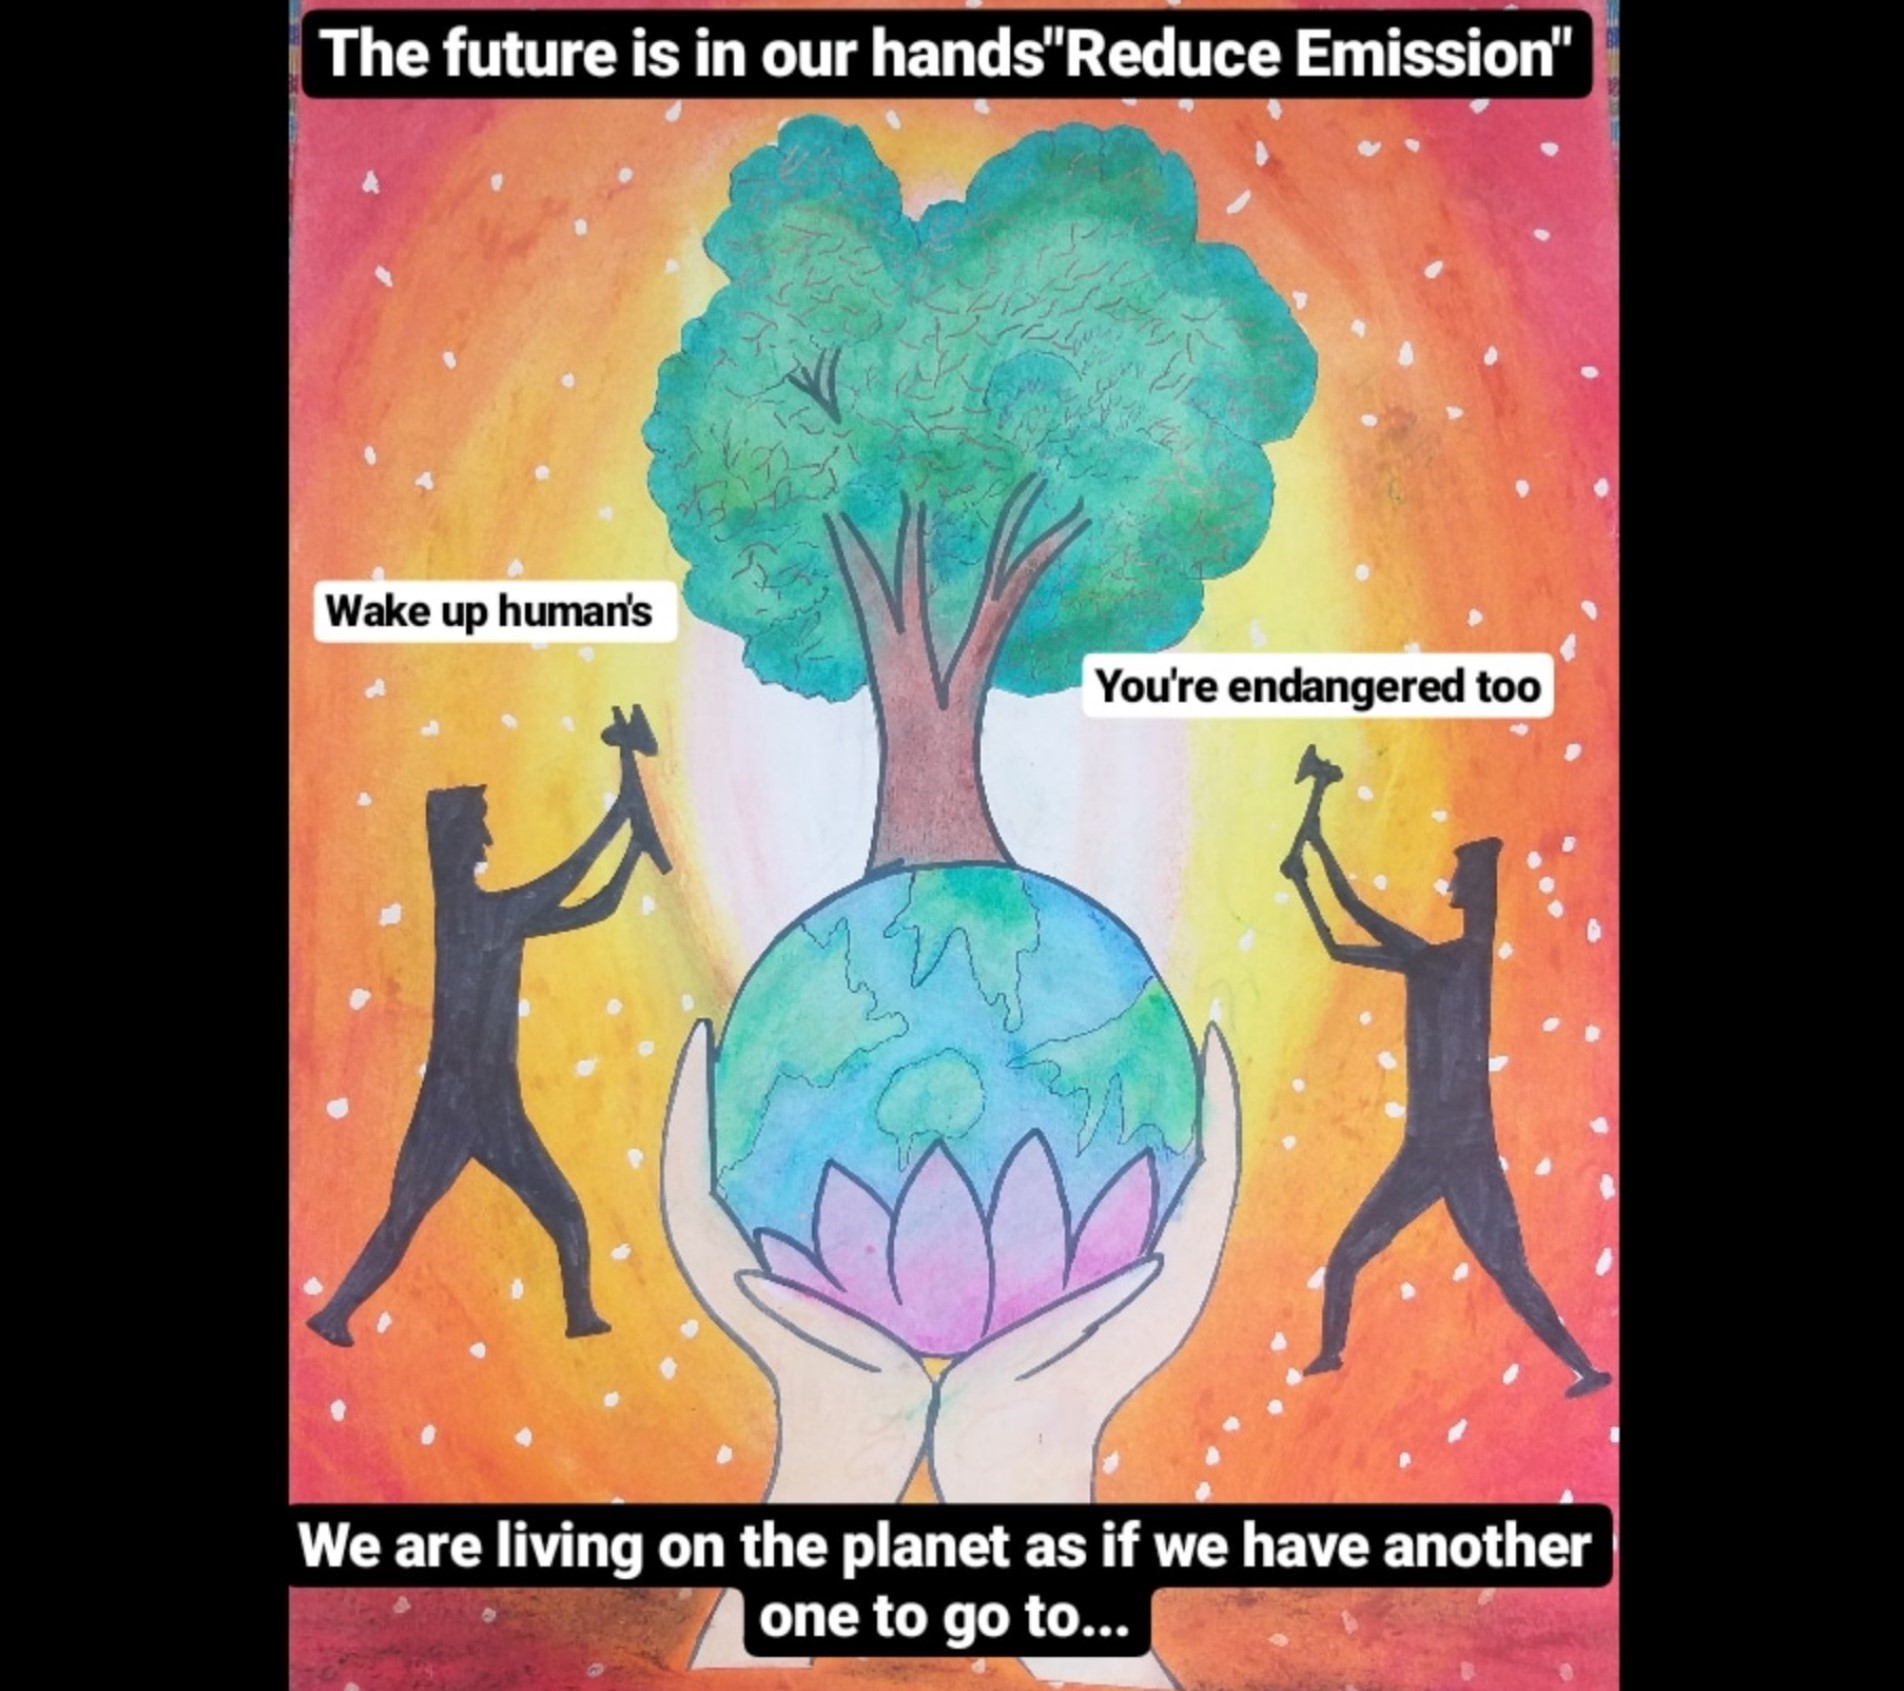 The future is in our hands"Reduce Emission"
Wake up human's
You're endangered too
We are living on the planet as if we have another
one to go to...